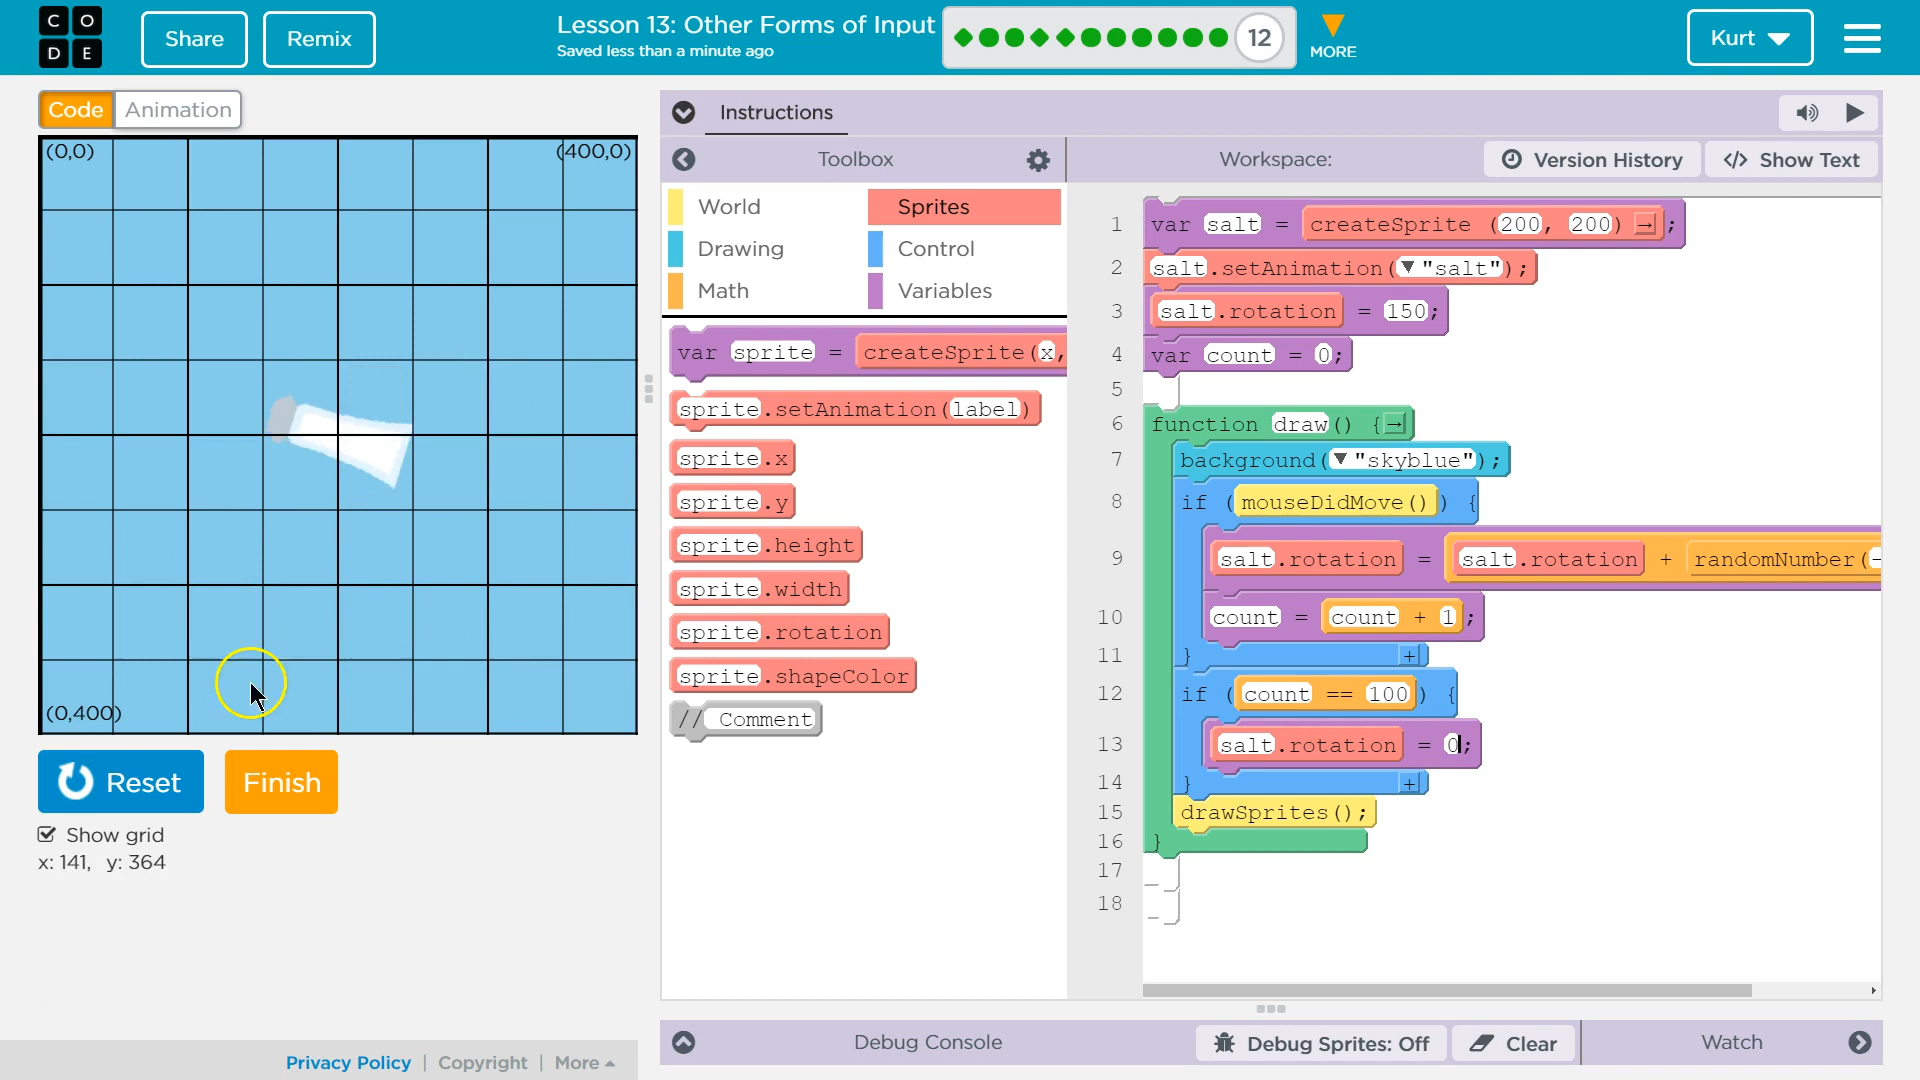 C O
D E
Share
Remix
Lesson 13: Other Forms of Input
Saved less than a minute ago
12
MORE
Kurt
Code
Animation
Instructions
Toolbox
Workspace:
Version History
</> Show Text
(0,0)
(400,0)
(0,400)
World
Sprites
Drawing
Control
Math
Variables
var sprite = createSprite(x,
sprite.setAnimation(label)
sprite.x
sprite.y
sprite.height
sprite.width
sprite.rotation
sprite.shapeColor
// Comment
1 var salt = createSprite (200, 200) → ;
2 salt.setAnimation(▼ "salt");
3 salt.rotation = 150;
4 var count = 0;
5
6 function draw() { →
7 background(▼ "skyblue");
8 if (mouseDidMove()) {
9 salt.rotation = salt.rotation + randomNumber(-
10 count = count + 1;
11 } +
12 if (count == 100) {
13 salt.rotation = 0;
14 } +
15 drawSprites();
16 }
17
18
Reset
Finish
Show grid
x: 141, y: 364
Privacy Policy | Copyright | More
Debug Console
Debug Sprites: Off
Clear
Watch